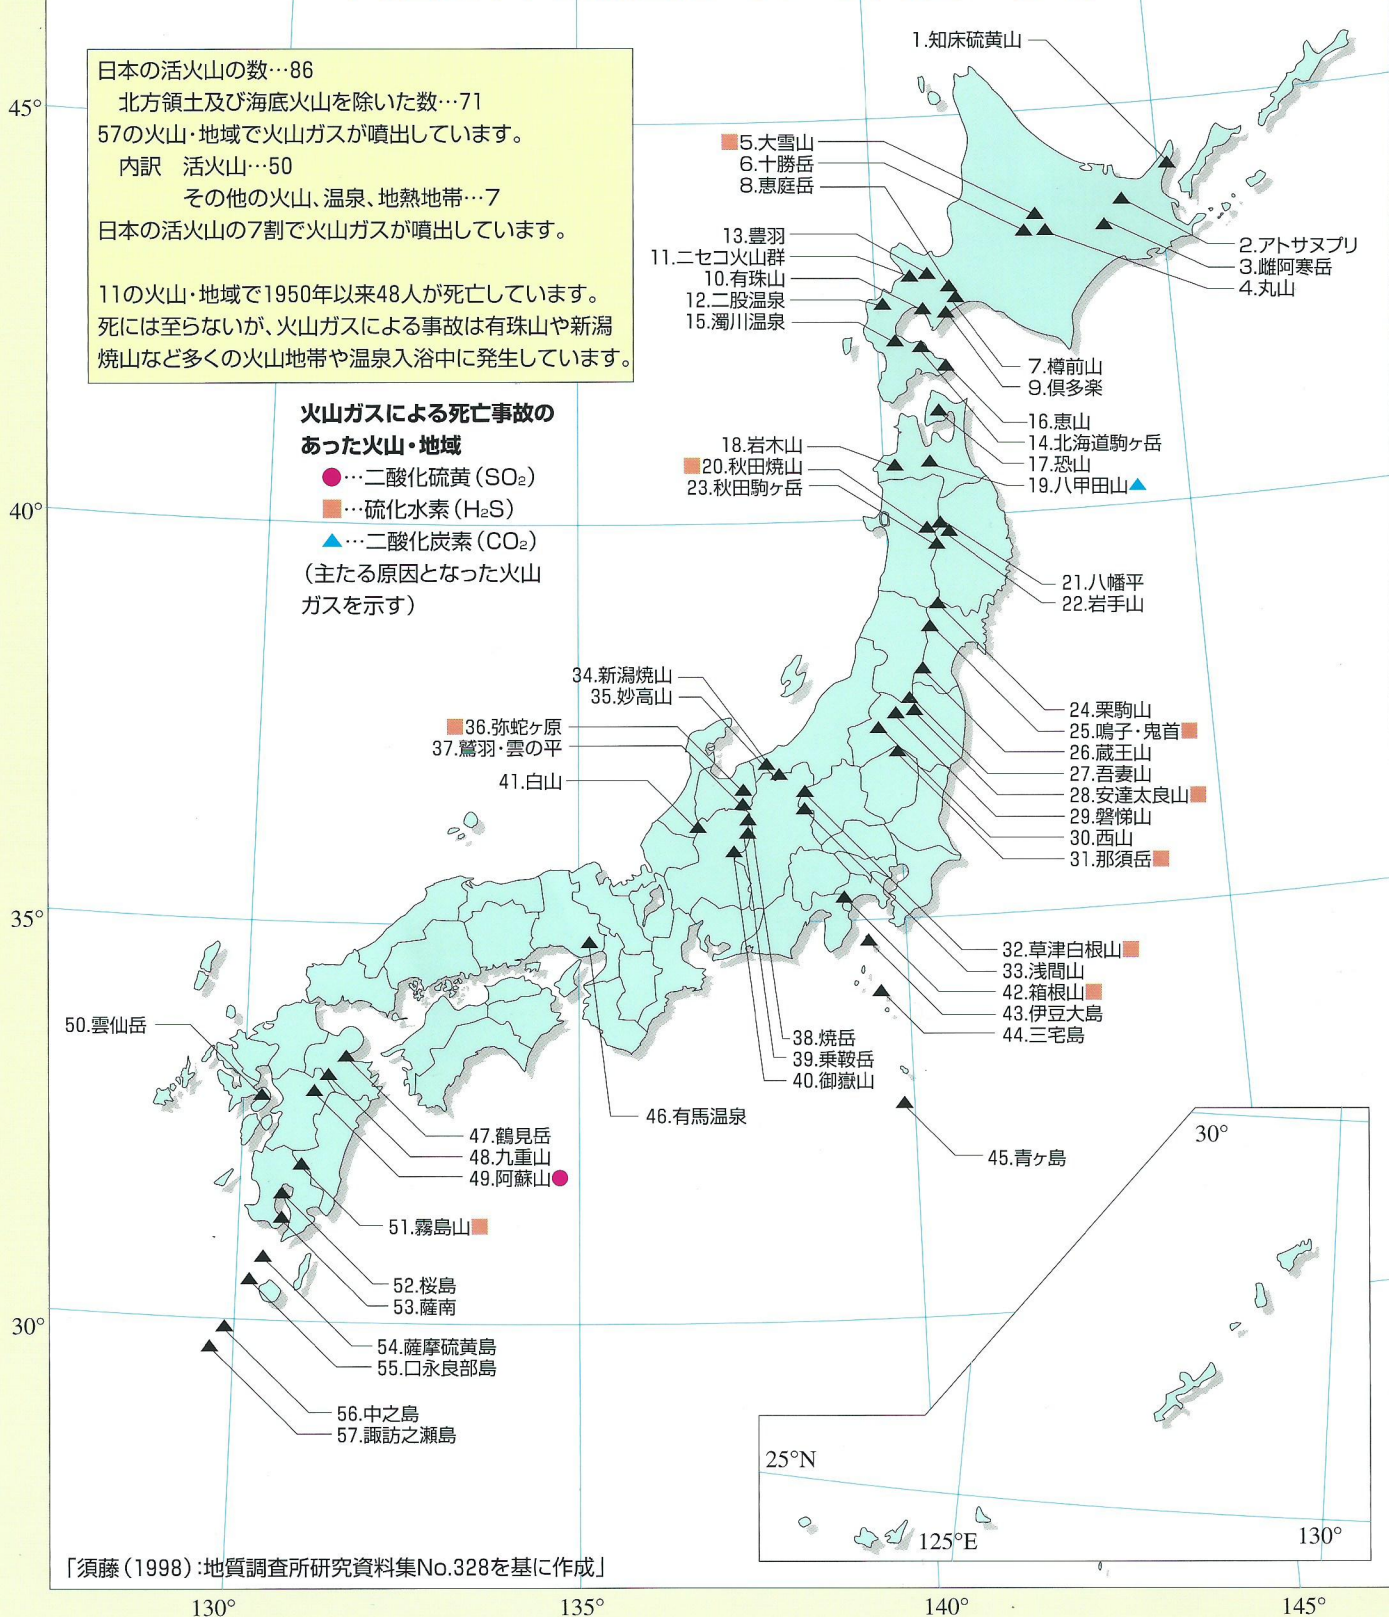 日本の活火山の数…86
北方領土及び海底火山を除いた数…71
57の火山・地域で火山ガスが噴出しています。
内訳 活火山…50
その他の火山、温泉、地熱地帯…7
日本の活火山の7割で火山ガスが噴出しています。
11の火山・地域で1950年以来48人が死亡しています。
死には至らないが、火山ガスによる事故は有珠山や新潟
焼山など多くの火山地帯や温泉入浴中に発生しています。
火山ガスによる死亡事故の
あった火山・地域
●…二酸化硫黄(SO₂)
■…硫化水素(H₂S)
▲…二酸化炭素(CO₂)
(主たる原因となった火山
ガスを示す)
1.知床硫黄山
5.大雪山
6.十勝岳
8.恵庭岳
13.豊羽
11.ニセコ火山群
10.有珠山
12.二股温泉
15.濁川温泉
2.アトサヌプリ
3.雌阿寒岳
4.丸山
7.樽前山
9.倶多楽
16.恵山
14.北海道駒ヶ岳
17.恐山
19.八甲田山
18.岩木山
20.秋田焼山
23.秋田駒ヶ岳
21.八幡平
22.岩手山
24.栗駒山
25.鳴子・鬼首
26.蔵王山
27.吾妻山
28.安達太良山
29.磐悌山
30.西山
31.那須岳
34.新潟焼山
35.妙高山
36.弥蛇ヶ原
37.鷲羽・雲の平
41.白山
32.草津白根山
33.浅間山
42.箱根山
43.伊豆大島
44.三宅島
38.焼岳
39.乗鞍岳
40.御嶽山
46.有馬温泉
45.青ヶ島
50.雲仙岳
47.鶴見岳
48.九重山
49.阿蘇山
51.霧島山
52.桜島
53.薩南
54.薩摩硫黄島
55.口永良部島
56.中之島
57.諏訪之瀬島
45°
40°
35°
30°
30°
25°N
125°E
130°
「須藤(1998):地質調査所研究資料集No.328を基に作成」
130°
135°
140°
145°